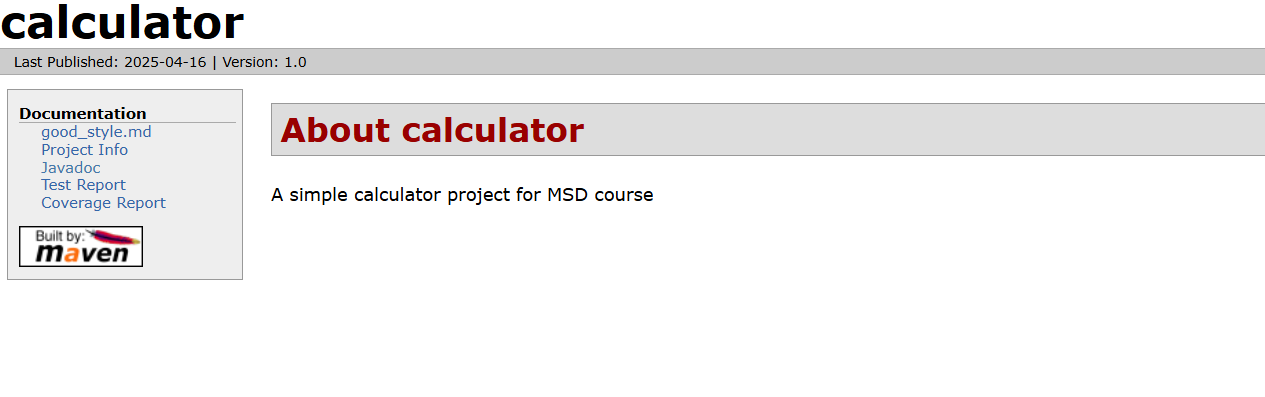 calculator
Last Published: 2025-04-16 | Version: 1.0
Documentation
good_style.md
Project Info
Javadoc
Test Report
Coverage Report
Built by:
maven
About calculator
A simple calculator project for MSD course